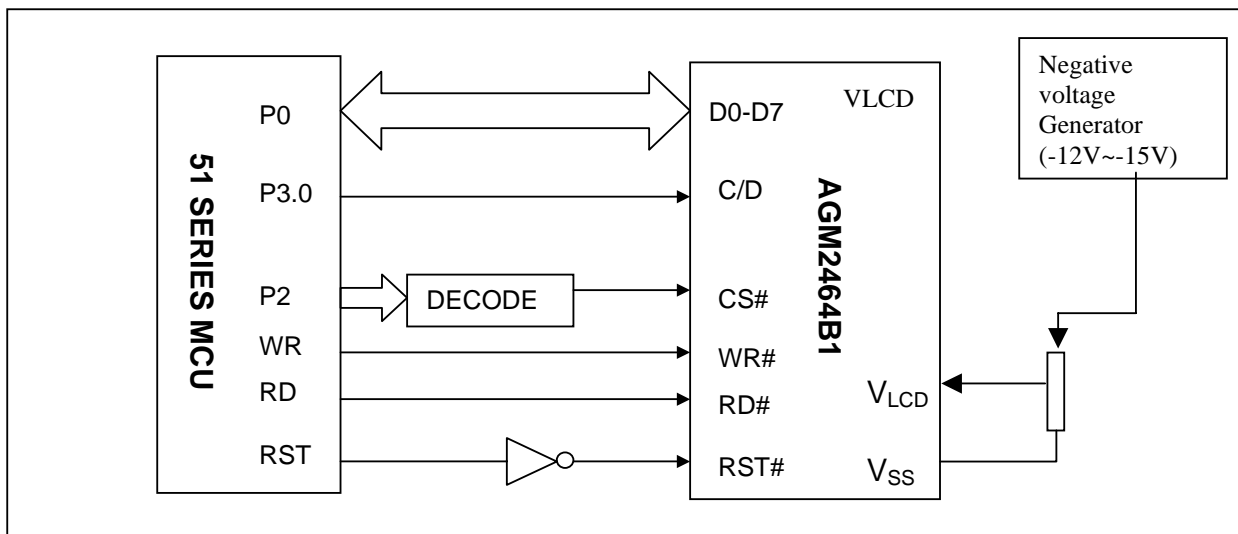 51 SERIES MCU
P0
P3.0
P2
WR
RD
RST
DECODE
AGM2464B1
D0-D7
VLCD
C/D
CS#
WR#
RD#
RST#
VLCD
VSS
Negative
voltage
Generator
(-12V~-15V)